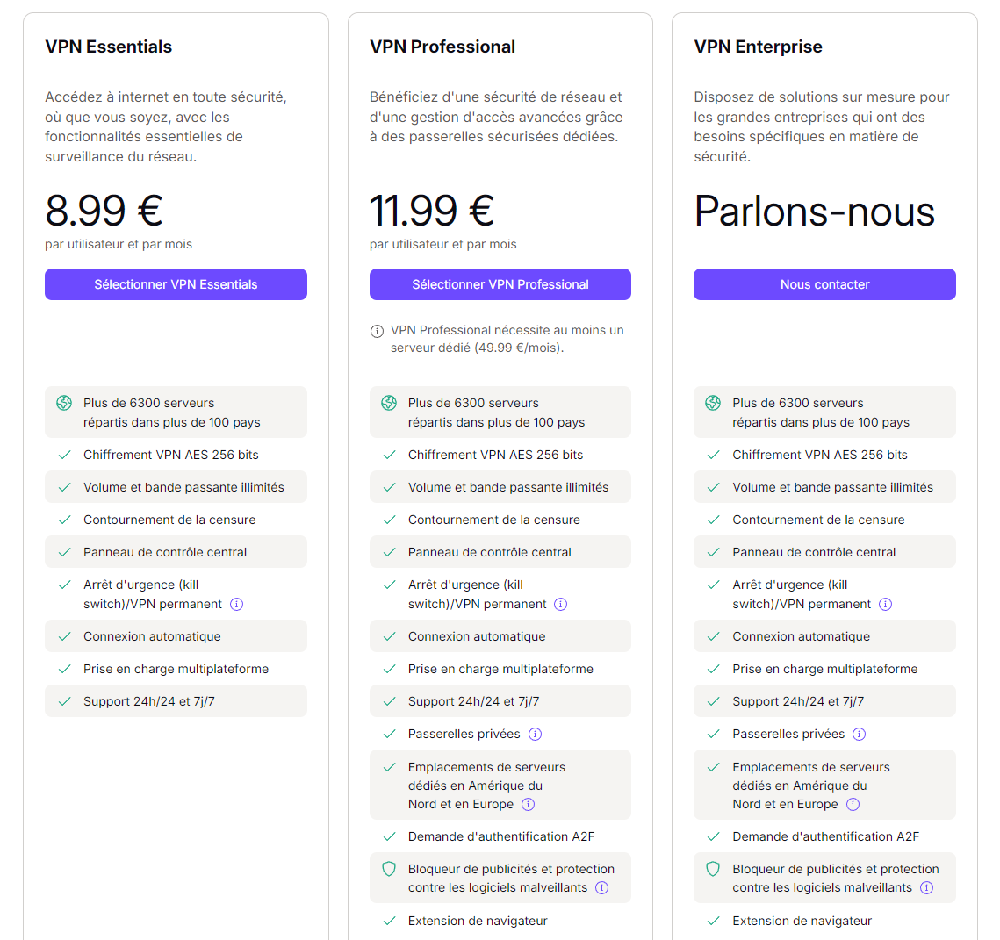 VPN Essentials
Accédez à internet en toute sécurité,
où que vous soyez, avec les
fonctionnalités essentielles de
surveillance du réseau.
8.99 €
par utilisateur et par mois
Sélectionner VPN Essentials
Plus de 6300 serveurs
répartis dans plus de 100 pays
Chiffrement VPN AES 256 bits
Volume et bande passante illimités
Contournement de la censure
Panneau de contrôle central
Arrêt d'urgence (kill
switch)/VPN permanent
Connexion automatique
Prise en charge multiplateforme
Support 24h/24 et 7j/7
VPN Professional
Bénéficiez d'une sécurité de réseau et
d'une gestion d'accès avancées grâce
à des passerelles sécurisées dédiées.
11.99 €
par utilisateur et par mois
Sélectionner VPN Professional
VPN Professional nécessite au moins un
serveur dédié (49.99 €/mois).
Plus de 6300 serveurs
répartis dans plus de 100 pays
Chiffrement VPN AES 256 bits
Volume et bande passante illimités
Contournement de la censure
Panneau de contrôle central
Arrêt d'urgence (kill
switch)/VPN permanent
Connexion automatique
Prise en charge multiplateforme
Support 24h/24 et 7j/7
Passerelles privées
Emplacements de serveurs
dédiés en Amérique du
Nord et en Europe
Demande d'authentification A2F
Bloqueur de publicités et protection
contre les logiciels malveillants
Extension de navigateur
VPN Enterprise
Disposez de solutions sur mesure pour
les grandes entreprises qui ont des
besoins spécifiques en matière de
sécurité.
Parlons-nous
Nous contacter
Plus de 6300 serveurs
répartis dans plus de 100 pays
Chiffrement VPN AES 256 bits
Volume et bande passante illimités
Contournement de la censure
Panneau de contrôle central
Arrêt d'urgence (kill
switch)/VPN permanent
Connexion automatique
Prise en charge multiplateforme
Support 24h/24 et 7j/7
Passerelles privées
Emplacements de serveurs
dédiés en Amérique du
Nord et en Europe
Demande d'authentification A2F
Bloqueur de publicités et protection
contre les logiciels malveillants
Extension de navigateur